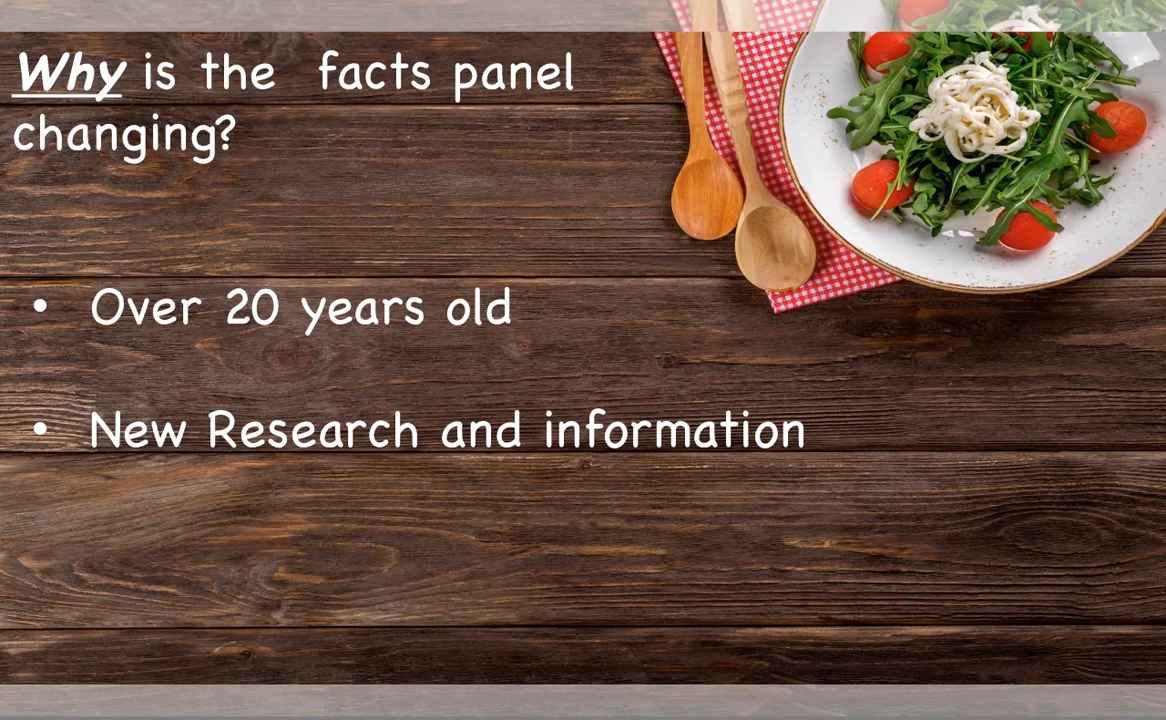 Why is the facts panel
changing?
• Over 20 years old
• New Research and information